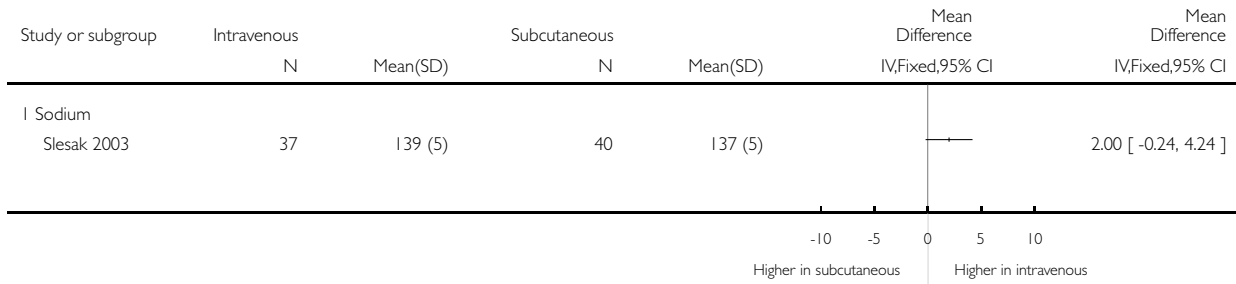 Mean Mean
Study or subgroup Intravenous Subcutaneous Difference Difference
N Mean(SD) N Mean(SD) IV,Fixed,95% CI IV,Fixed,95% CI
1 Sodium
Slesak 2003 37 139 (5) 40 137 (5) 2.00 [ -0.24, 4.24 ]
-10 -5 0 5 10
Higher in subcutaneous Higher in intravenous